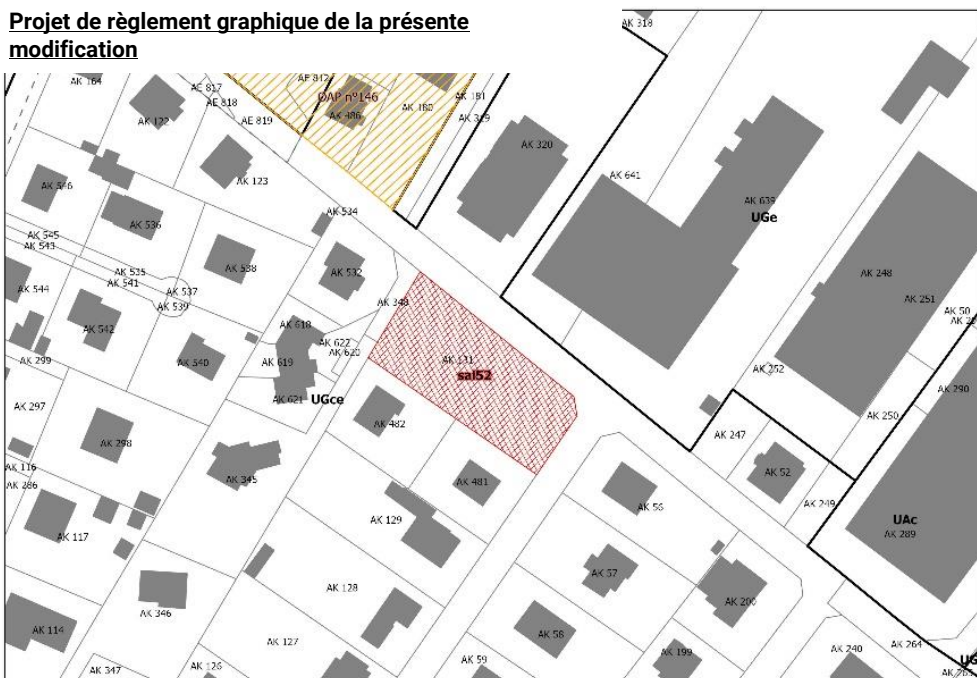 Projet de règlement graphique de la présente
modification
AK 318
AK 164
AE 817
AE 818
AE 819
AE 812
OAP n°146
AK 486
AK 180
AK 181
AK 319
AK 122
AK 123
AK 320
AK 641
AK 639
UGe
AK 546
AK 536
AK 534
AK 545
AK 543
AK 538
AK 532
AK 535
AK 541
AK 537
AK 539
AK 544
AK 542
AK 348
AK 248
AK 251
AK 50
AK 618
AK 622
AK 620
AK 619
AK 540
AK 131
sal52
AK 299
AK 252
AK 290
AK 621
UGce
AK 297
AK 482
AK 250
AK 247
AK 298
AK 116
AK 286
AK 345
AK 481
AK 52
AK 56
AK 249
AK 129
UAc
AK 289
AK 117
AK 57
AK 128
AK 200
AK 346
AK 114
AK 127
AK 58
AK 264
AK 240
AK 199
AK 59
AK 347
AK 126